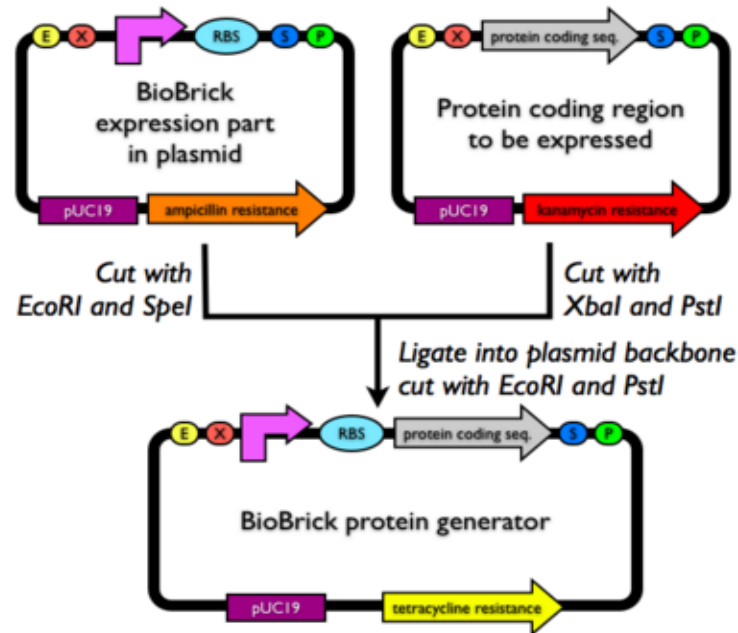 E X RBS S P
BioBrick
expression part
in plasmid
pUC19 ampicillin resistance
E X protein coding seq. S P
Protein coding region
to be expressed
pUC19 kanamycin resistance
Cut with
EcoRI and SpeI
Cut with
XbaI and PstI
Ligate into plasmid backbone
cut with EcoRI and PstI
E X RBS protein coding seq. S P
BioBrick protein generator
pUC19 tetracycline resistance